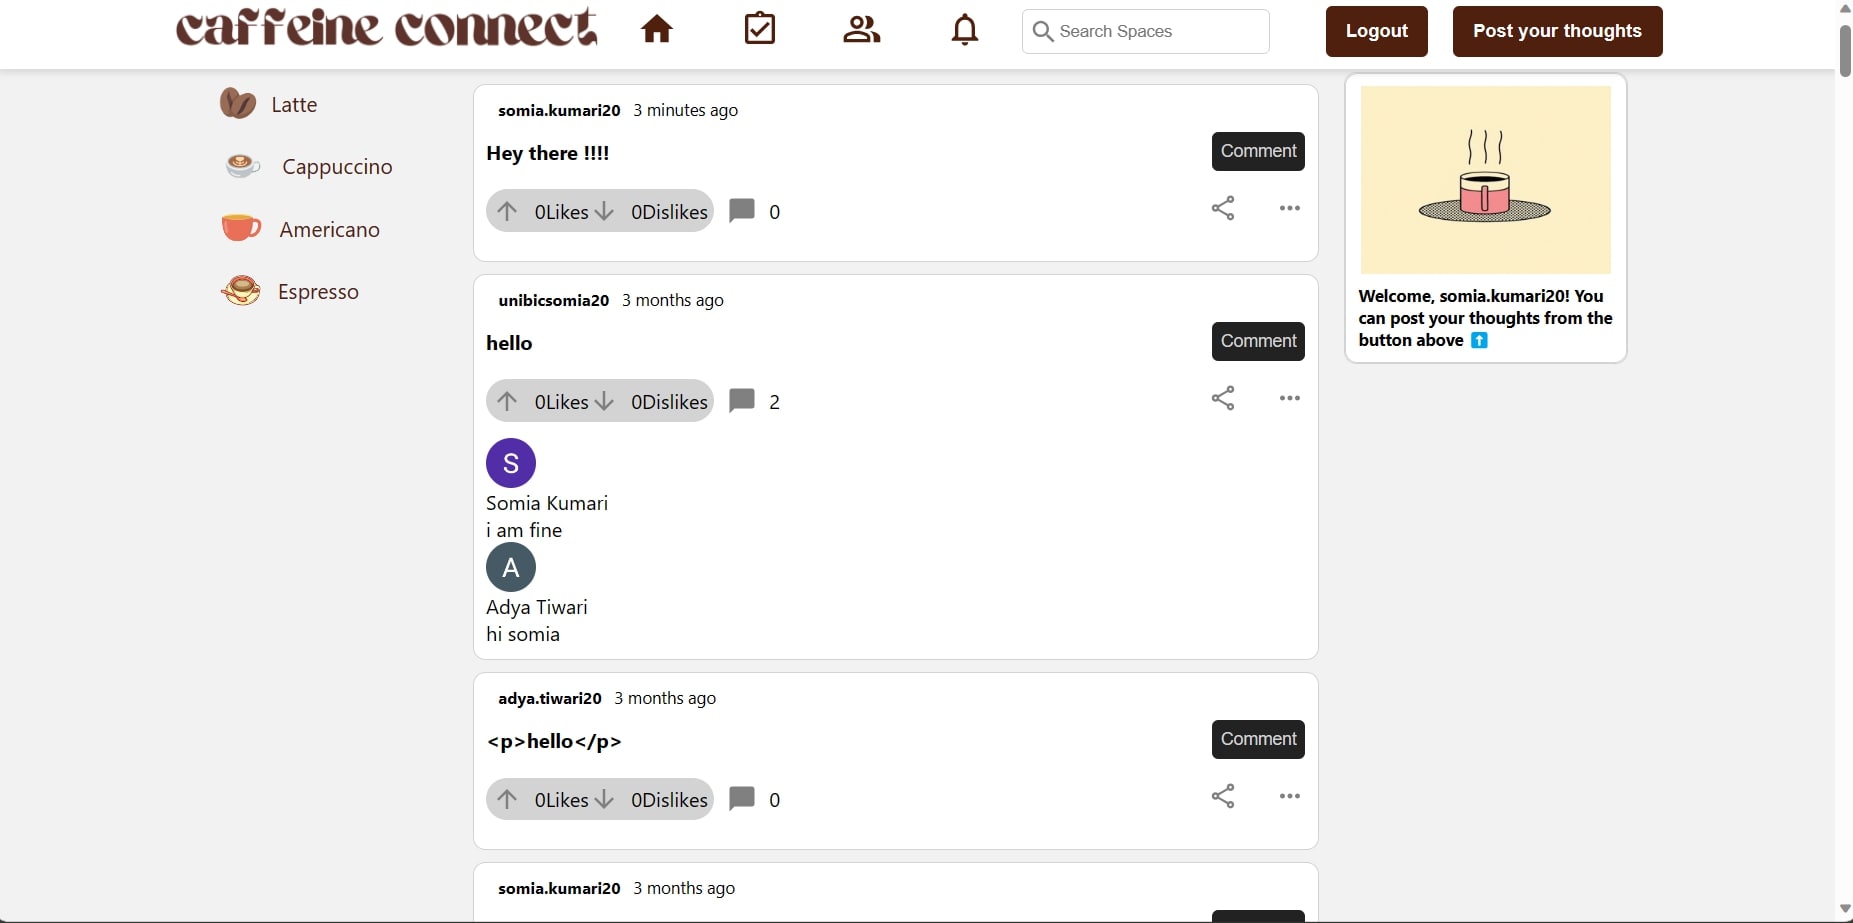 caffeine connect
Search Spaces
Logout
Post your thoughts
Latte
Cappuccino
Americano
Espresso
somia.kumari20 3 minutes ago
Hey there !!!!
Comment
0Likes 0Dislikes 0
unibicsomia20 3 months ago
hello
Comment
0Likes 0Dislikes 2
S
Somia Kumari
i am fine
A
Adya Tiwari
hi somia
adya.tiwari20 3 months ago
<p>hello</p>
Comment
0Likes 0Dislikes 0
somia.kumari20 3 months ago
Welcome, somia.kumari20! You
can post your thoughts from the
button above ⬆️